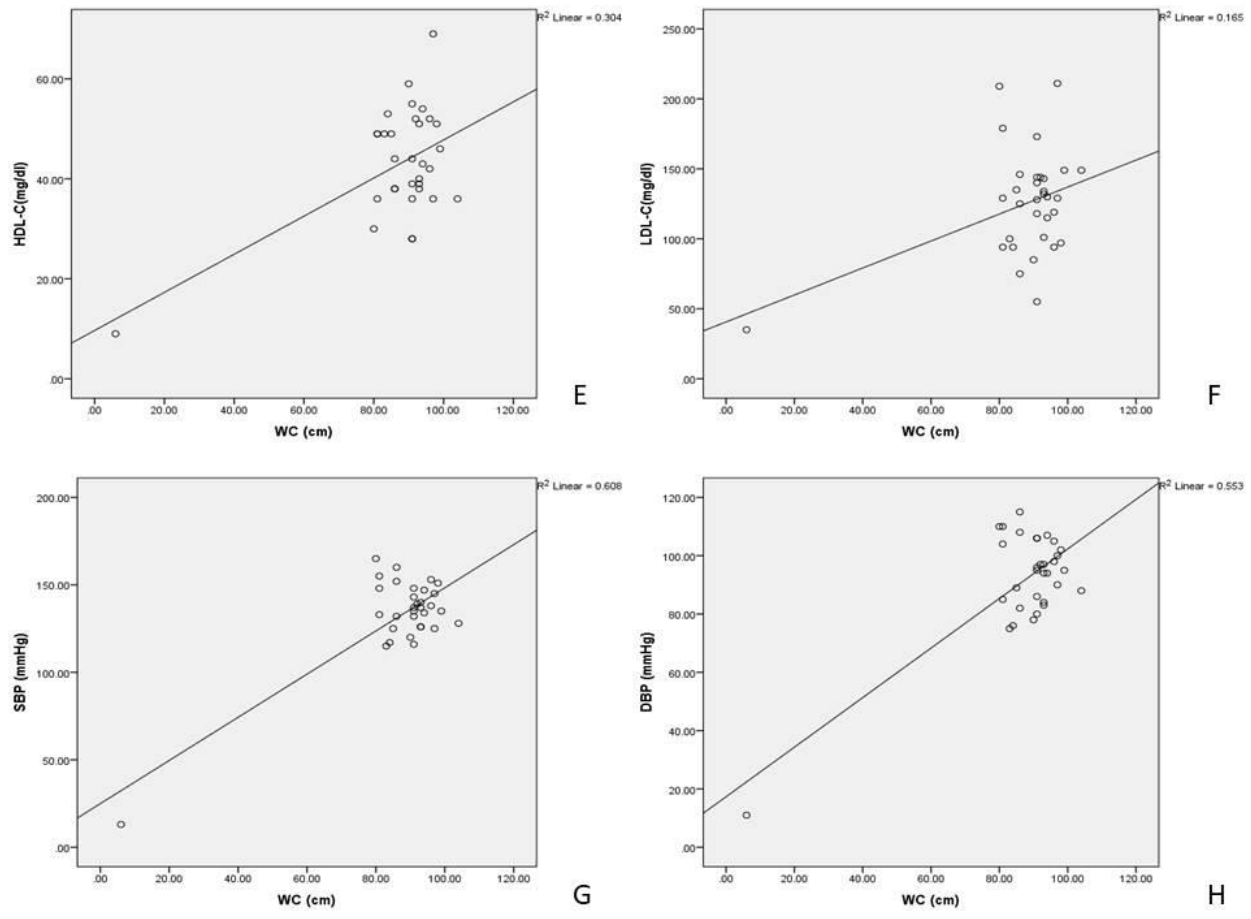 R² Linear = 0.304
60.00
40.00
20.00
.00
HDL-C(mg/dl)
.00 20.00 40.00 60.00 80.00 100.00 120.00
WC (cm)
E
R² Linear = 0.165
250.00
200.00
150.00
100.00
50.00
.00
LDL-C(mg/dl)
.00 20.00 40.00 60.00 80.00 100.00 120.00
WC (cm)
F
R² Linear = 0.608
200.00
150.00
100.00
50.00
.00
SBP (mmHg)
.00 20.00 40.00 60.00 80.00 100.00 120.00
WC (cm)
G
R² Linear = 0.553
120.00
100.00
80.00
60.00
40.00
20.00
.00
DBP (mmHg)
.00 20.00 40.00 60.00 80.00 100.00 120.00
WC (cm)
H